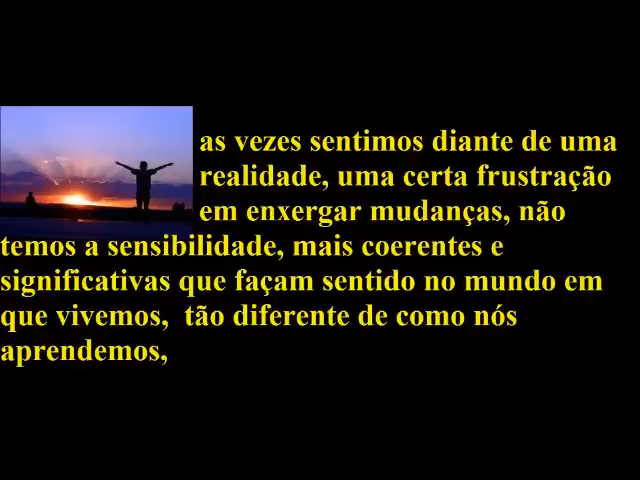 as vezes sentimos diante de uma
realidade, uma certa frustração
em enxergar mudanças, não
temos a sensibilidade, mais coerentes e
significativas que façam sentido no mundo em
que vivemos,  tão diferente de como nós
aprendemos,